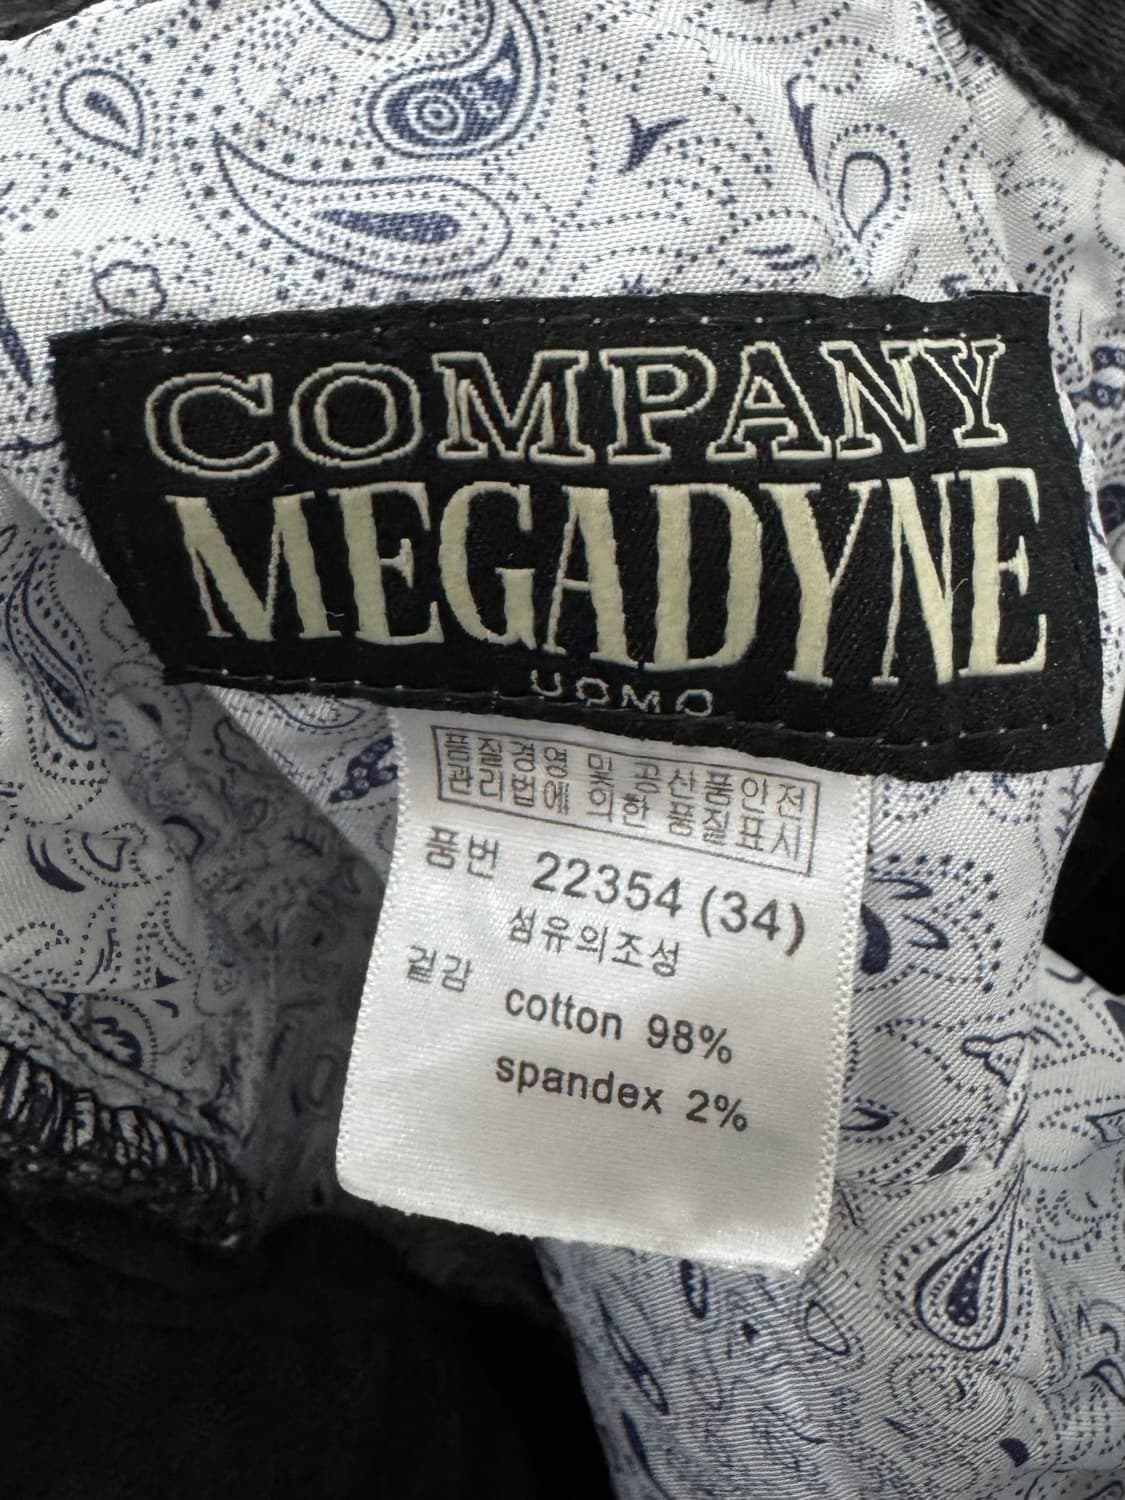 COMPANY
MEGADYNE
UOMO
품질경영 및 공산품안전
관리법에 의한 품질표시
품번 22354 (34)
섬유의조성
겉감
cotton 98%
spandex 2%